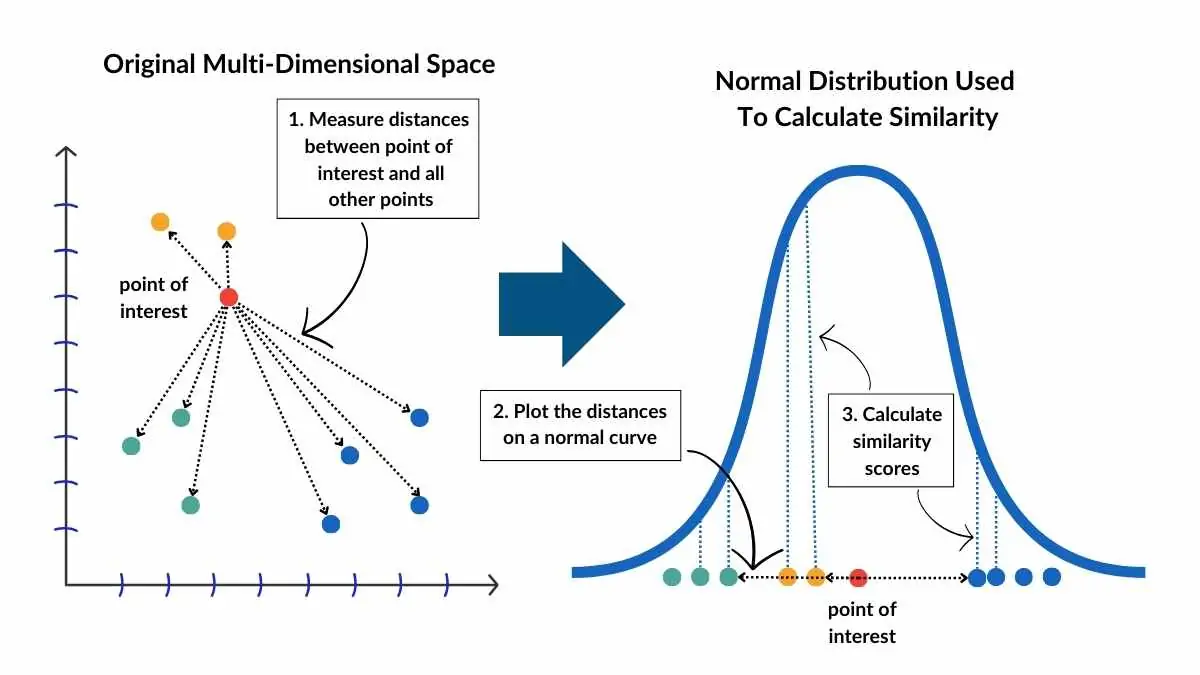 Original Multi-Dimensional Space
1. Measure distances
between point of
interest and all
other points
point of
interest
Normal Distribution Used
To Calculate Similarity
2. Plot the distances
on a normal curve
3. Calculate
similarity
scores
point of
interest